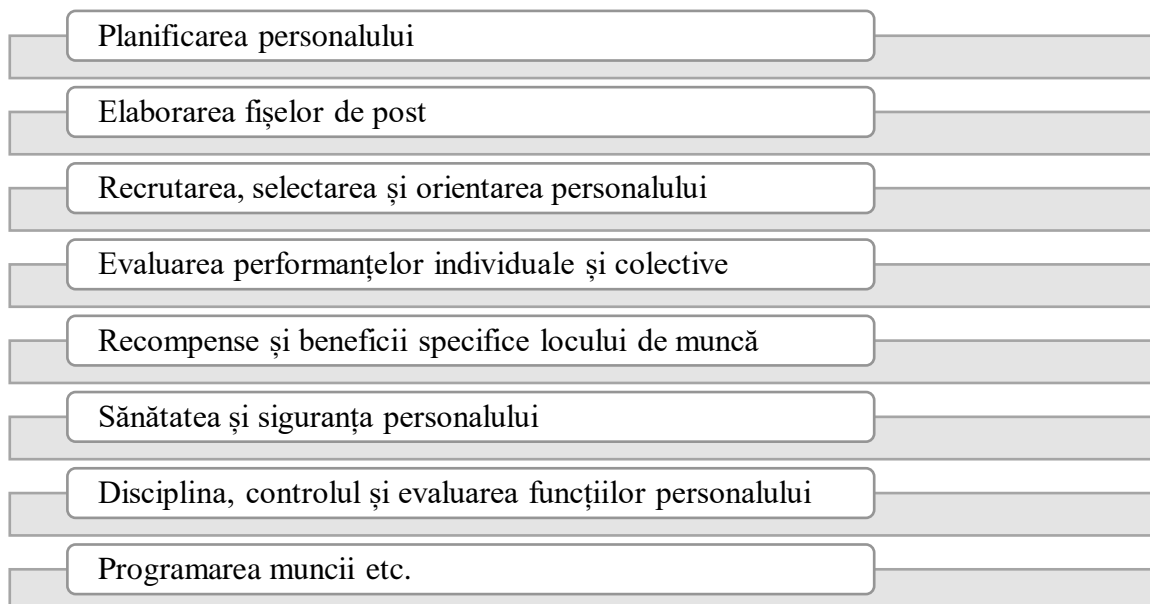 Planificarea personalului
Elaborarea fișelor de post
Recrutarea, selectarea și orientarea personalului
Evaluarea performanțelor individuale și colective
Recompense și beneficii specifice locului de muncă
Sănătatea și siguranța personalului
Disciplina, controlul și evaluarea funcțiilor personalului
Programarea muncii etc.